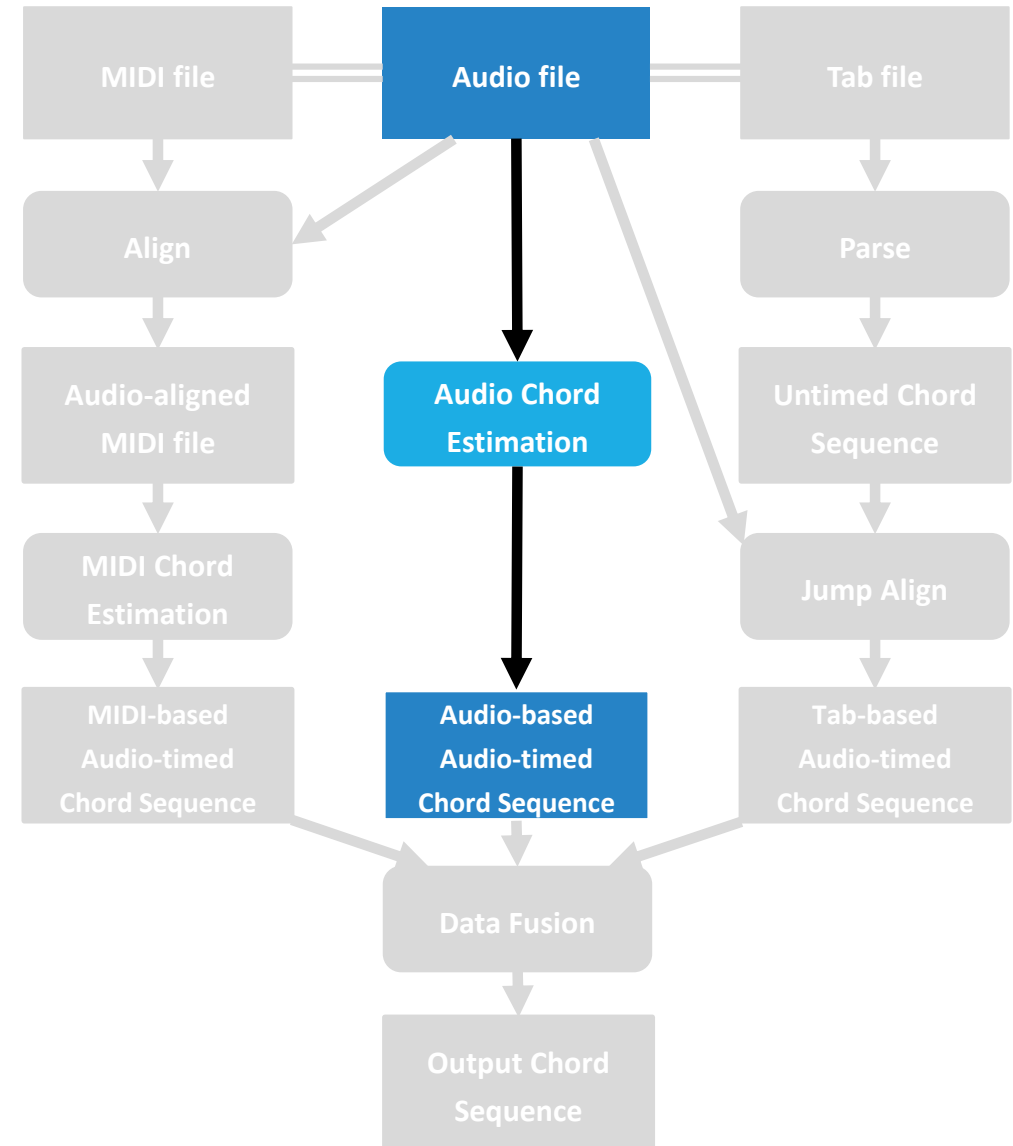 MIDI file
Audio file
Tab file
Align
Parse
Audio-aligned
MIDI file
Audio Chord
Estimation
Untimed Chord
Sequence
MIDI Chord
Estimation
Jump Align
MIDI-based
Audio-timed
Chord Sequence
Audio-based
Audio-timed
Chord Sequence
Tab-based
Audio-timed
Chord Sequence
Data Fusion
Output Chord
Sequence